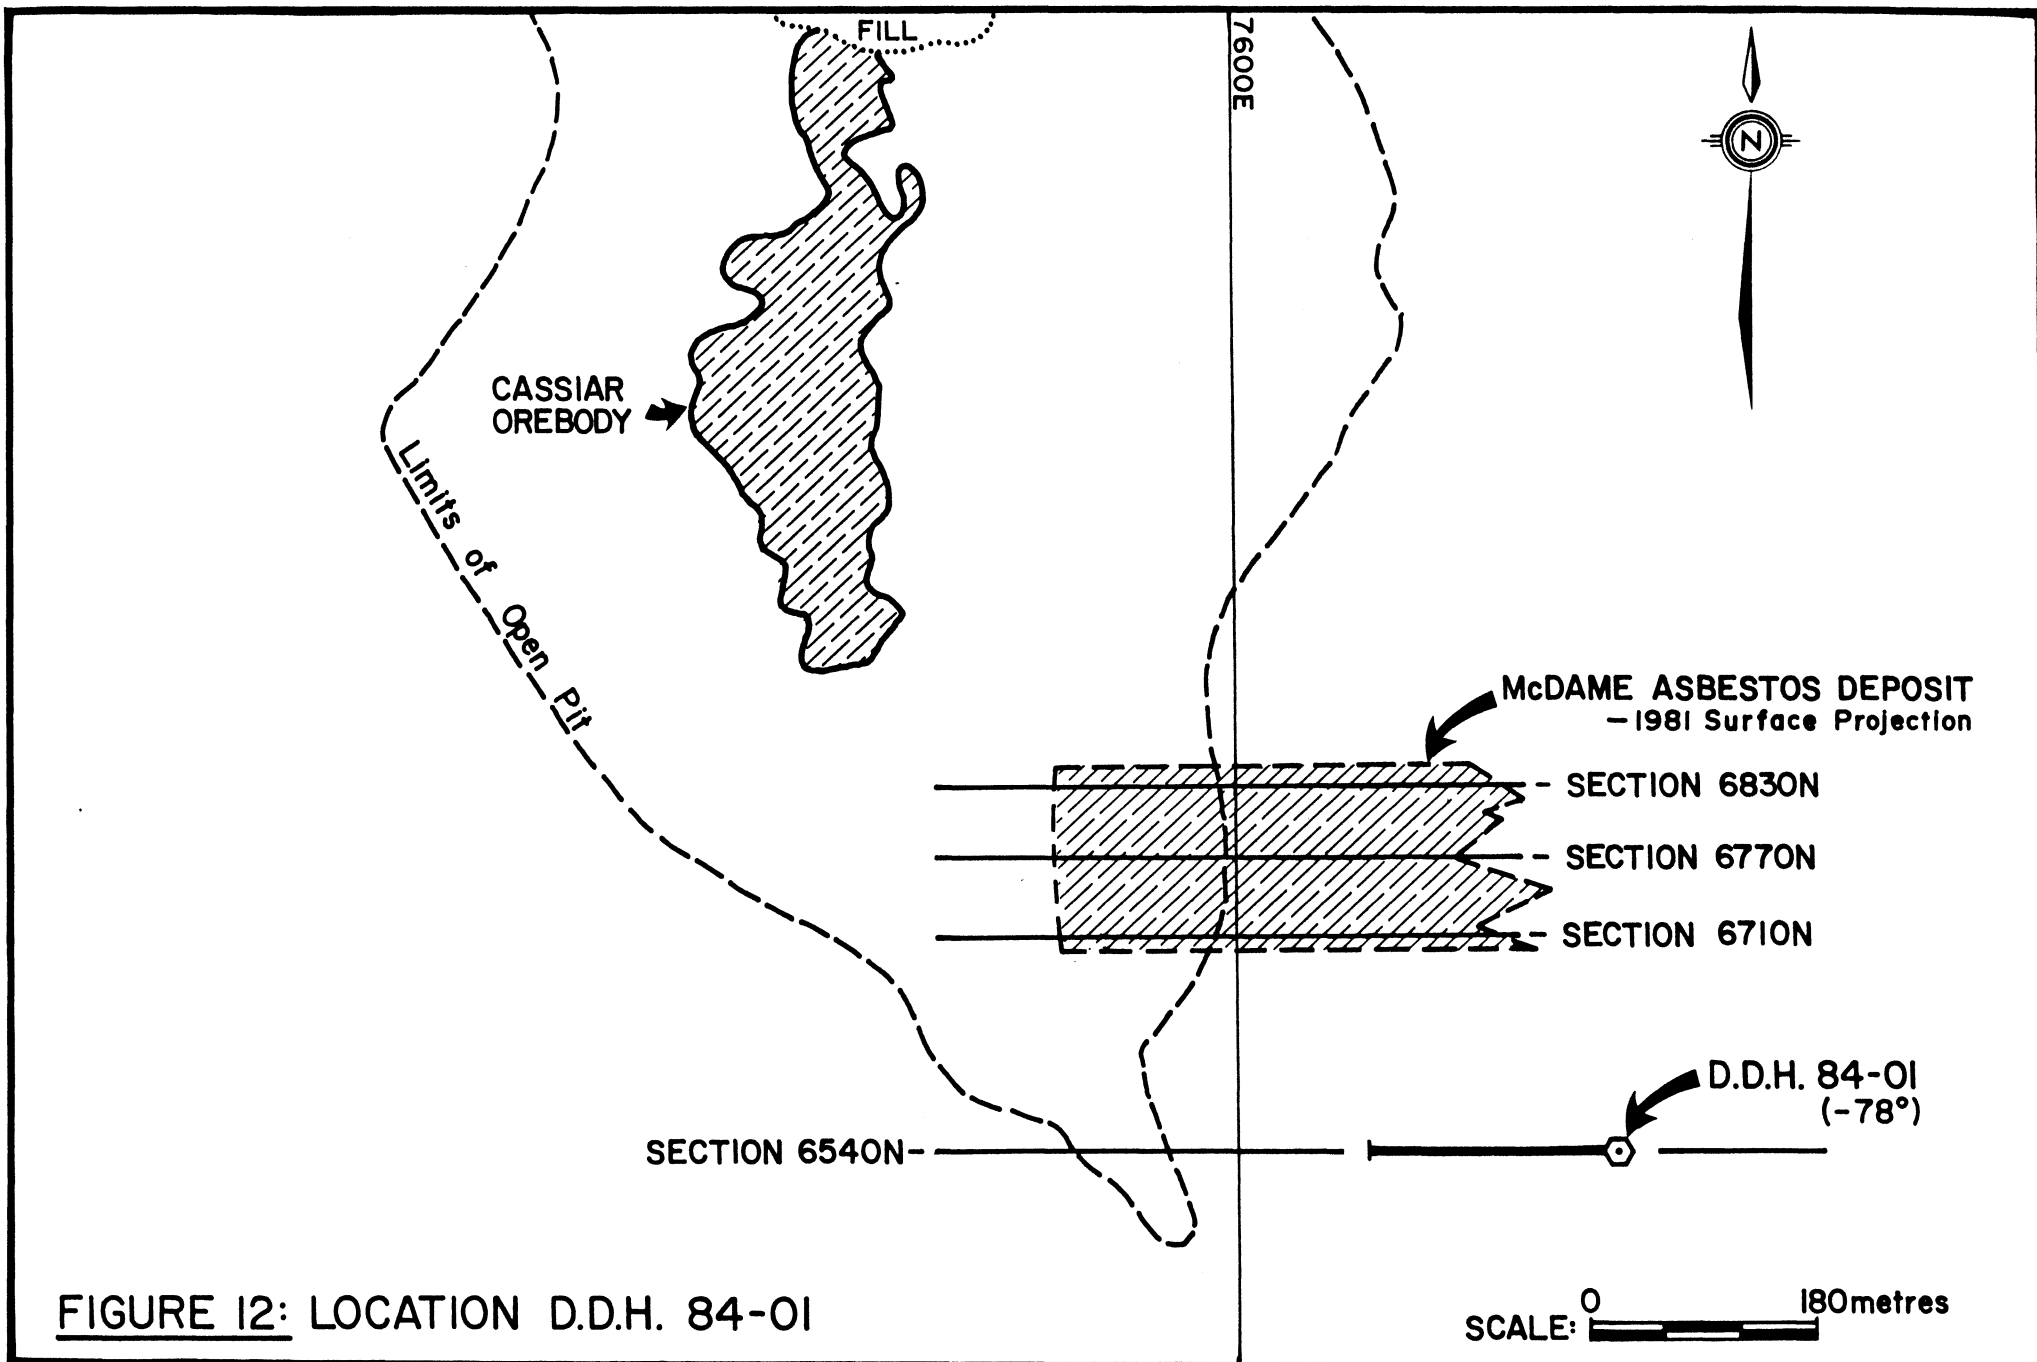 FILL
7600E
N
CASSIAR
OREBODY
Limits of Open Pit
McDAME ASBESTOS DEPOSIT
-1981 Surface Projection
- SECTION 6830N
- SECTION 6770N
- SECTION 6710N
D.D.H. 84-01
(-78°)
SECTION 6540N-
FIGURE 12: LOCATION D.D.H. 84-01
0 180metres
SCALE: